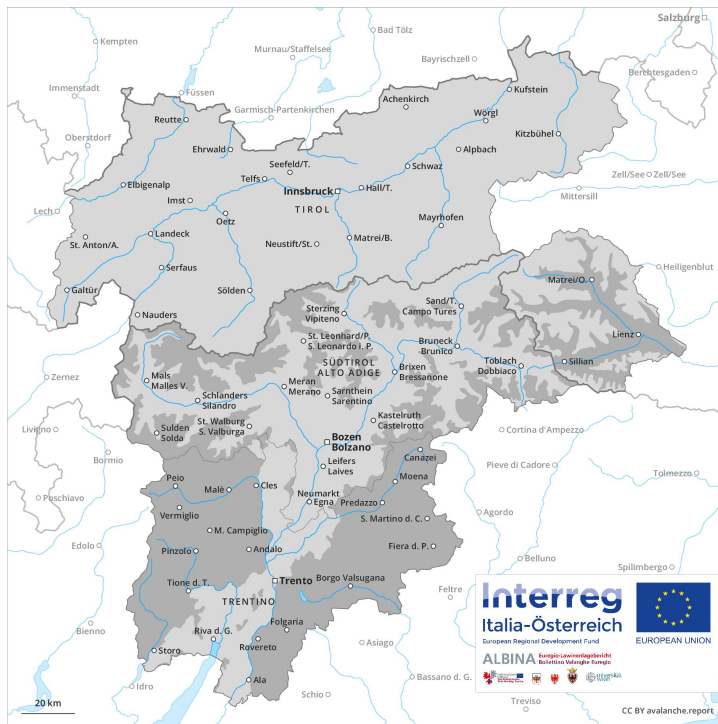 Salzburg
Bad Tölz
Kempten
Murnau/Staffelsee
Bayrischzell
Berchtesgaden
Immenstadt
Füssen
Kufstein
Achenkirch
Garmisch-Partenkirchen
Wörgl
Reutte
Oberstdorf
Kitzbühel
Ehrwald
Alpbach
Seefeld/T.
Schwaz
Telfs
Zell/See
Zell/See
Elbigenalp
Innsbruck
Hall/T.
Mittersill
Imst
TIROL
Lech
Oetz
Mayrhofen
Landeck
Matrei/B.
St. Anton/A.
Neustift/St.
Serfaus
Heiligenblut
Matrei/O.
Galtür
Sölden
Sand/T.
Campo Tures
Nauders
Sterzing
Vipiteno
Lienz
St. Leonhard/P.
S. Leonardo i. P.
Bruneck
Brunico
SÜDTIROL
ALTO ADIGE
Toblach
Dobbiaco
Sillian
Zernez
Mals
Malles V.
Meran
Merano
Brixen
Bressanone
Schlanders
Silandro
Sarnthein
Sarentino
St. Walburg
S. Valburga
Kastelruth
Castelrotto
Livigno
Sulden
Solda
Bozen
Bolzano
Cortina d'Ampezzo
Bormio
Canazei
Leifers
Laives
Pieve di Cadore
Tolmezzo
Peio
Moena
Malè
Cles
Neumarkt
Egna
Poschiavo
Predazzo
Vermiglio
Agordo
S. Martino d. C.
M. Campiglio
Edolo
Fiera d. P.
Pinzolo
Andalo
Belluno
Spilimbergo
Trento
Borgo Valsugana
Tione d. T.
Feltre
TRENTINO
Folgaria
Bienno
Riva d. G.
Rovereto
Asiago
Storo
Ala
Bassano d. G.
Idro
Schio
Treviso
Interreg
Italia-Österreich
European Regional Development Fund
EUROPEAN UNION
ALBINA
Euregio-Lawinenlagebericht
Bollettino Valanghe Euregio
universität
wien
20 km
CC BY avalanche.report